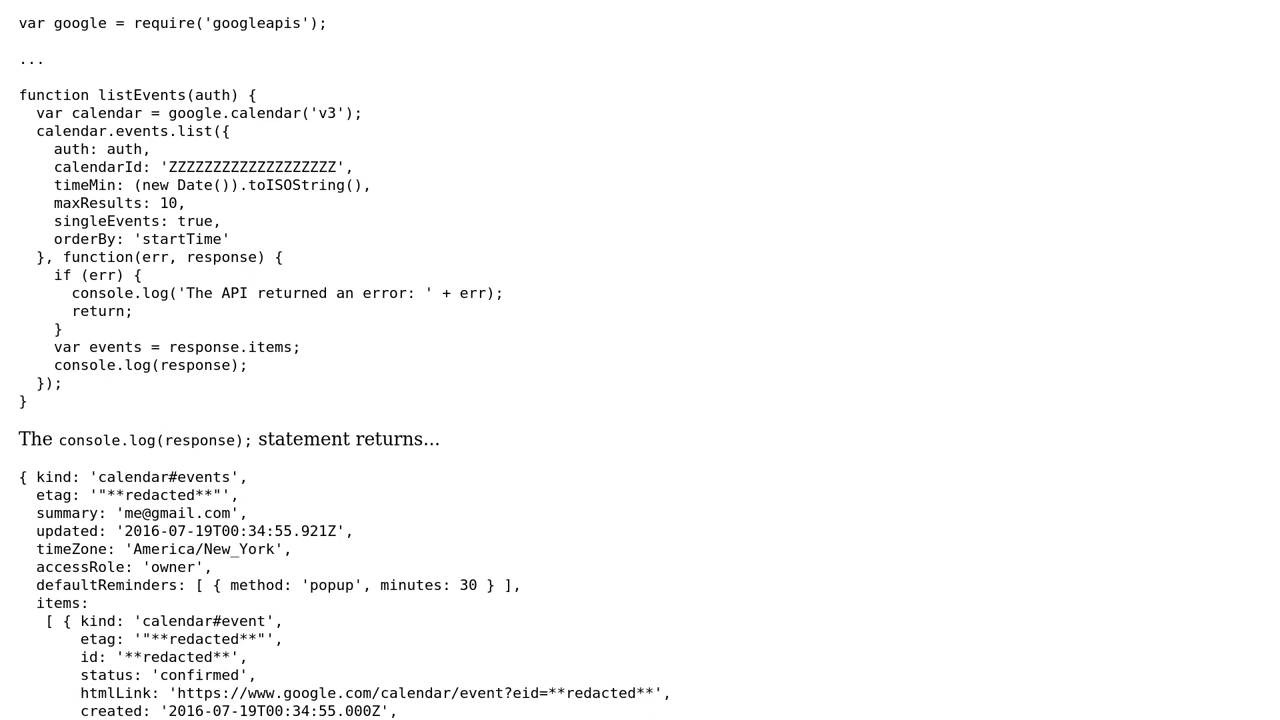 var google = require('googleapis');

...

function listEvents(auth) {
  var calendar = google.calendar('v3');
  calendar.events.list({
    auth: auth,
    calendarId: 'ZZZZZZZZZZZZZZZZZZZ',
    timeMin: (new Date()).toISOString(),
    maxResults: 10,
    singleEvents: true,
    orderBy: 'startTime'
  }, function(err, response) {
    if (err) {
      console.log('The API returned an error: ' + err);
      return;
    }
    var events = response.items;
    console.log(response);
  });
}

The console.log(response); statement returns...

{ kind: 'calendar#events',
  etag: '"**redacted**"',
  summary: 'me@gmail.com',
  updated: '2016-07-19T00:34:55.921Z',
  timeZone: 'America/New_York',
  accessRole: 'owner',
  defaultReminders: [ { method: 'popup', minutes: 30 } ],
  items:
   [ { kind: 'calendar#event',
       etag: '"**redacted**"',
       id: '**redacted**',
       status: 'confirmed',
       htmlLink: 'https://www.google.com/calendar/event?eid=**redacted**',
       created: '2016-07-19T00:34:55.000Z',